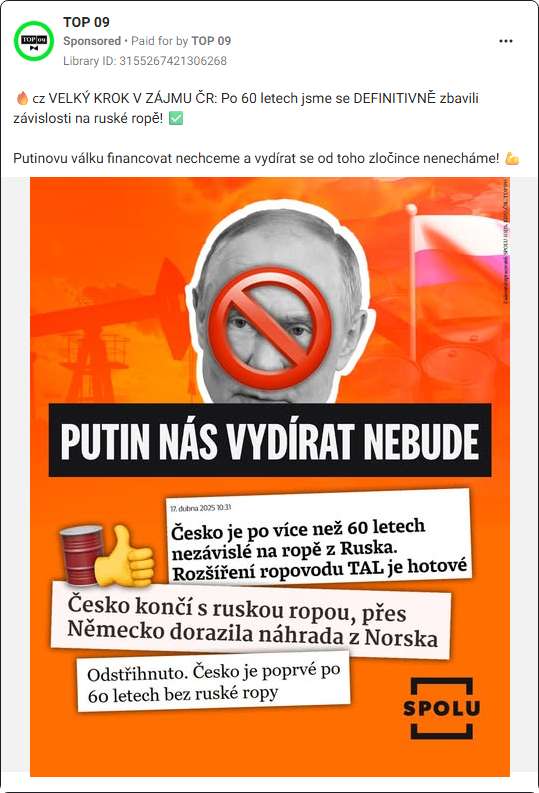 TOP 09
Sponsored • Paid for by TOP 09
Library ID: 3155267421306268
🔥cz VELKÝ KROK V ZÁJMU ČR: Po 60 letech jsme se DEFINITIVNĚ zbavili
závislosti na ruské ropě! ✅
Putinovu válku financovat nechceme a vydírat se od toho zločince nenecháme! 💪
PUTIN NÁS VYDÍRAT NEBUDE
17. dubna 2025 10:31
Česko je po více než 60 letech
nezávislé na ropě z Ruska.
Rozšíření ropovodu TAL je hotové
Česko končí s ruskou ropou, přes
Německo dorazila náhrada z Norska
Odstřihnuto. Česko je poprvé po
60 letech bez ruské ropy
SPOLU